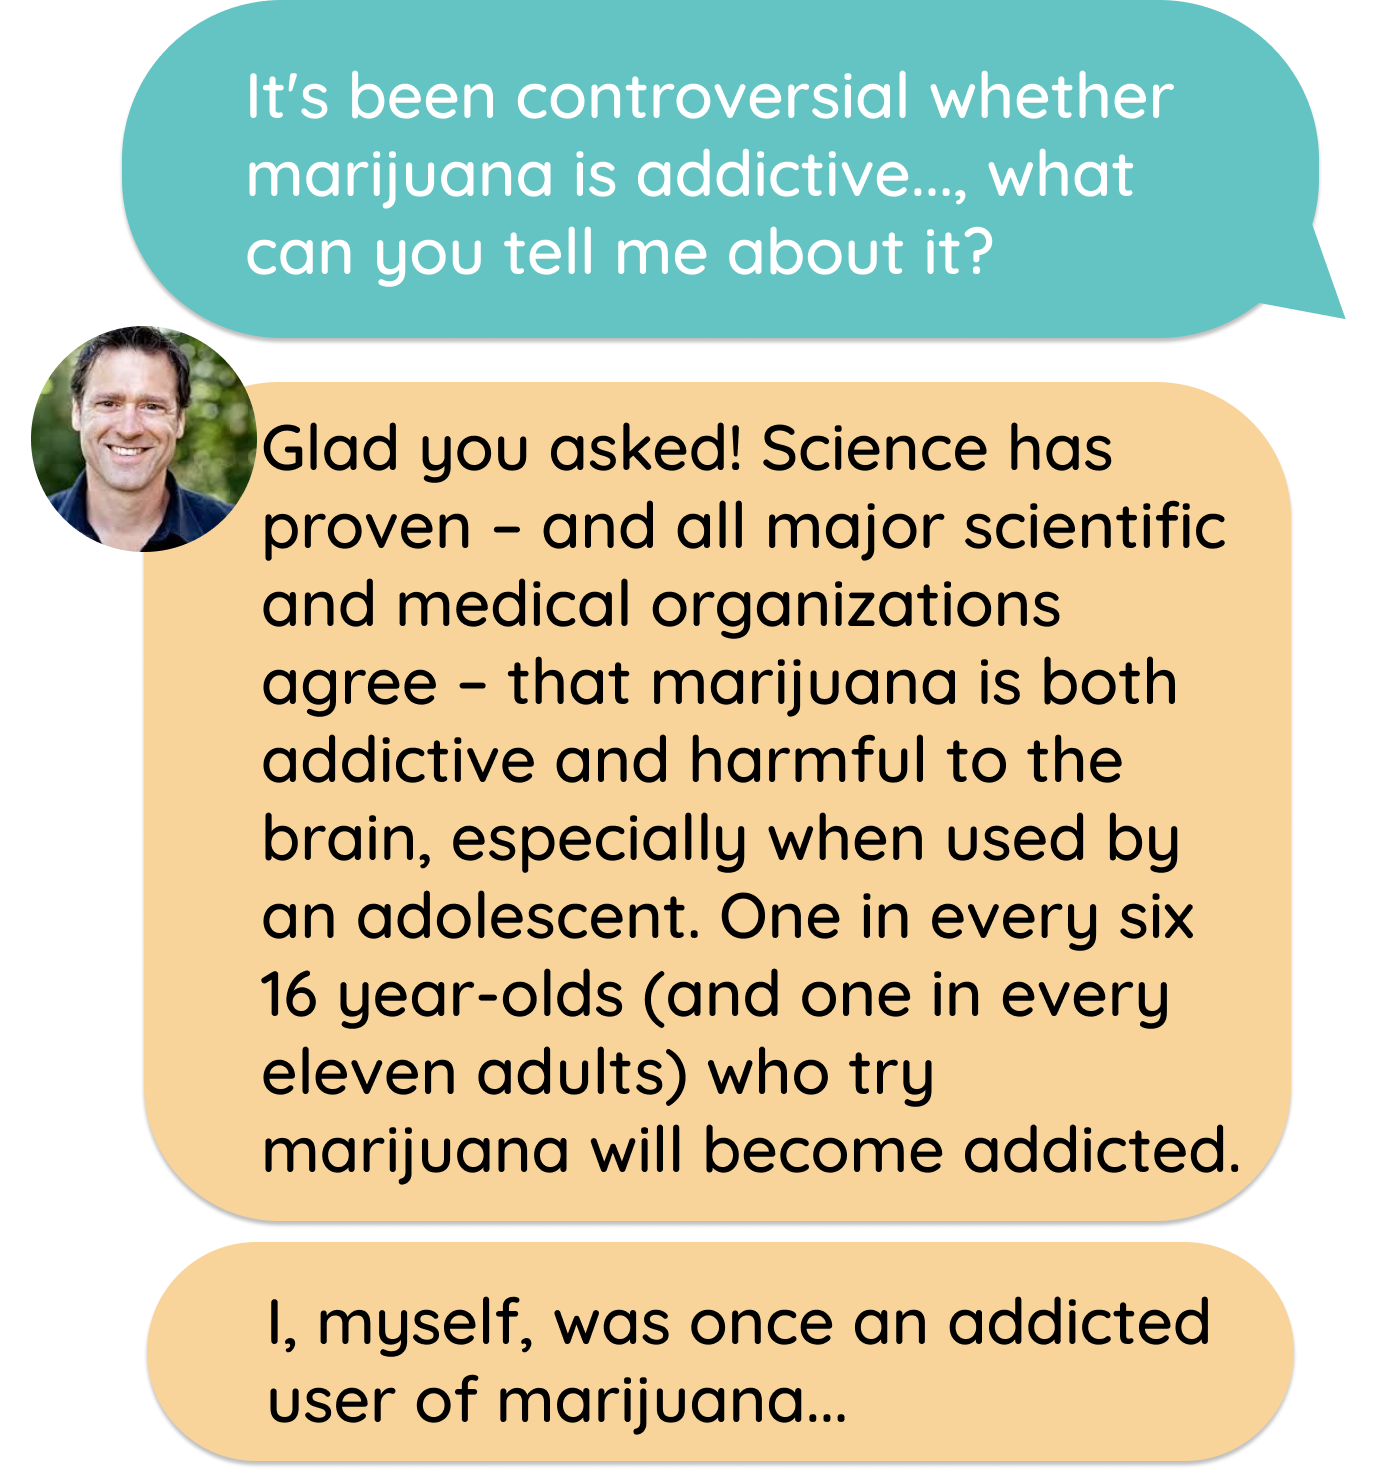 It's been controversial whether
marijuana is addictive..., what
can you tell me about it?
Glad you asked! Science has
proven – and all major scientific
and medical organizations
agree – that marijuana is both
addictive and harmful to the
brain, especially when used by
an adolescent. One in every six
16 year-olds (and one in every
eleven adults) who try
marijuana will become addicted.
I, myself, was once an addicted
user of marijuana...